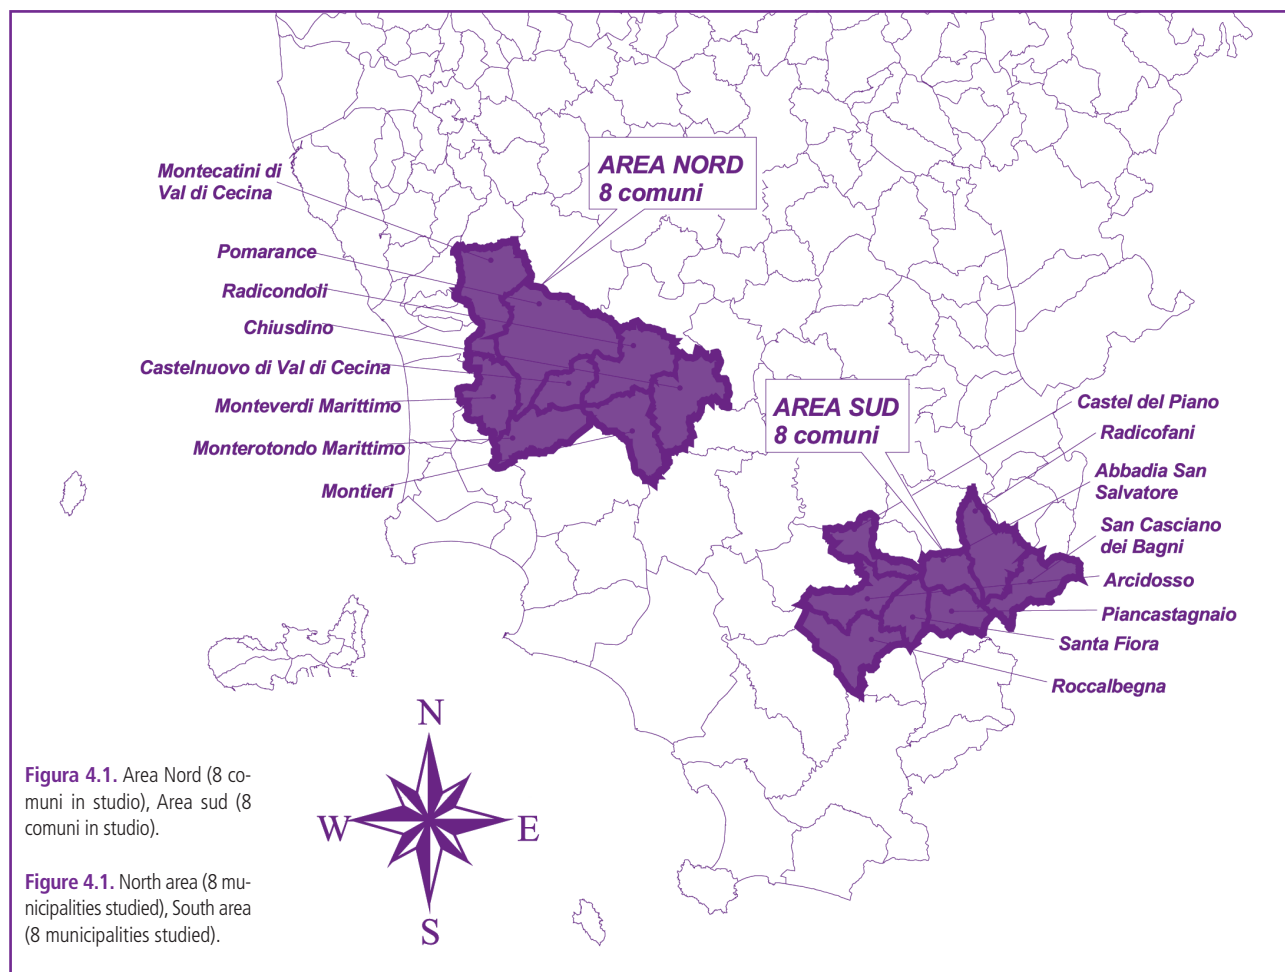 AREA NORD
8 comuni
Montecatini di
Val di Cecina
Pomarance
Radicondoli
Chiusdino
Castelnuovo di Val di Cecina
Monteverdi Marittimo
Monterotondo Marittimo
Montieri
AREA SUD
8 comuni
Castel del Piano
Radicofani
Abbadia San
Salvatore
San Casciano
dei Bagni
Arcidosso
Piancastagnaio
Santa Fiora
Roccalbegna
N
W
E
S
Figura 4.1. Area Nord (8 co-
muni in studio), Area sud (8
comuni in studio).
Figure 4.1. North area (8 mu-
nicipalities studied), South area
(8 municipalities studied).